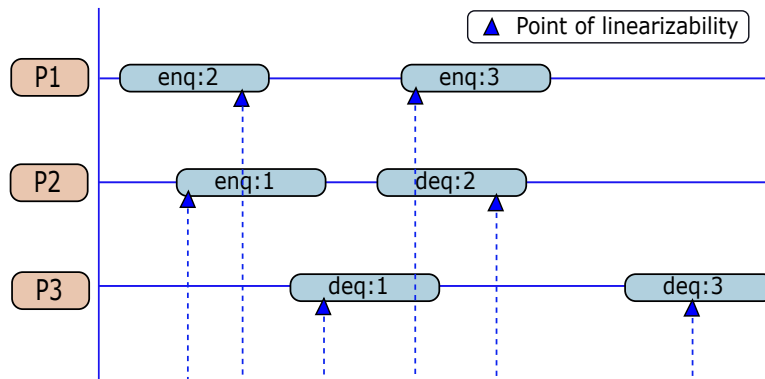 Point of linearizability
P1
enq:2
enq:3
P2
enq:1
deq:2
P3
deq:1
deq:3